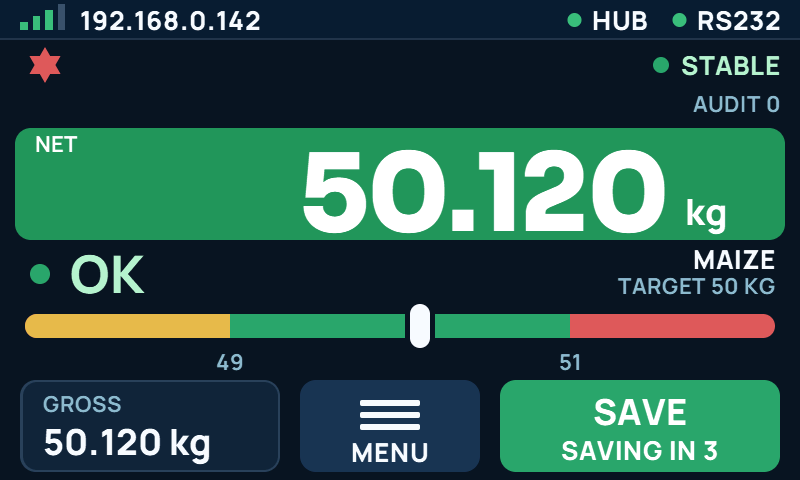 192.168.0.142 HUB RS232
STABLE
AUDIT 0
NET
50.120 kg
OK
MAIZE
TARGET 50 KG
49 51
GROSS
50.120 kg
MENU
SAVE
SAVING IN 3